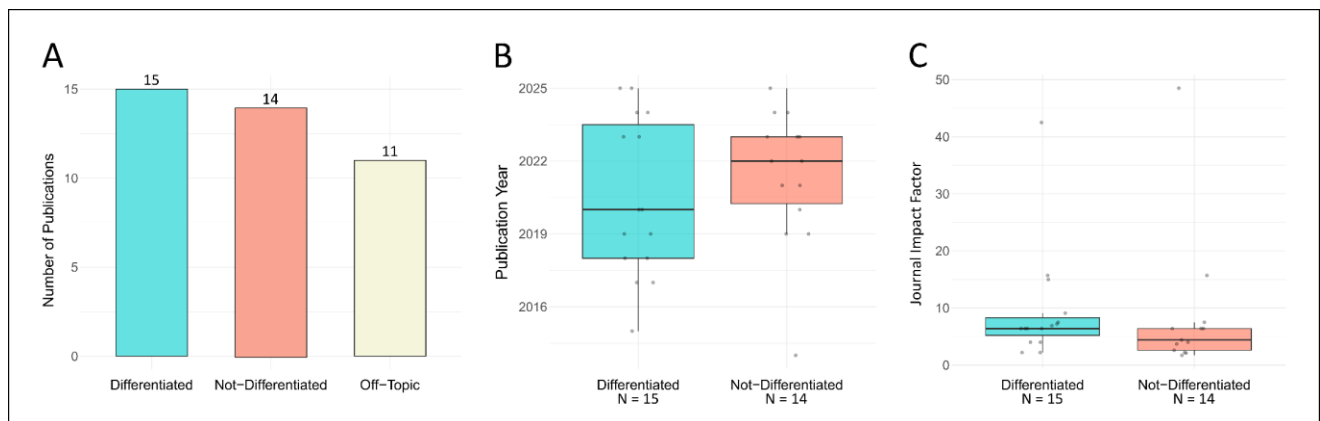 A
Number of Publications
15
10
5
0
15
14
11
Differentiated
Not-Differentiated
Off-Topic
B
Publication Year
2025
2022
2019
2016
Differentiated
N = 15
Not-Differentiated
N = 14
C
Journal Impact Factor
50
40
30
20
10
0
Differentiated
N = 15
Not-Differentiated
N = 14